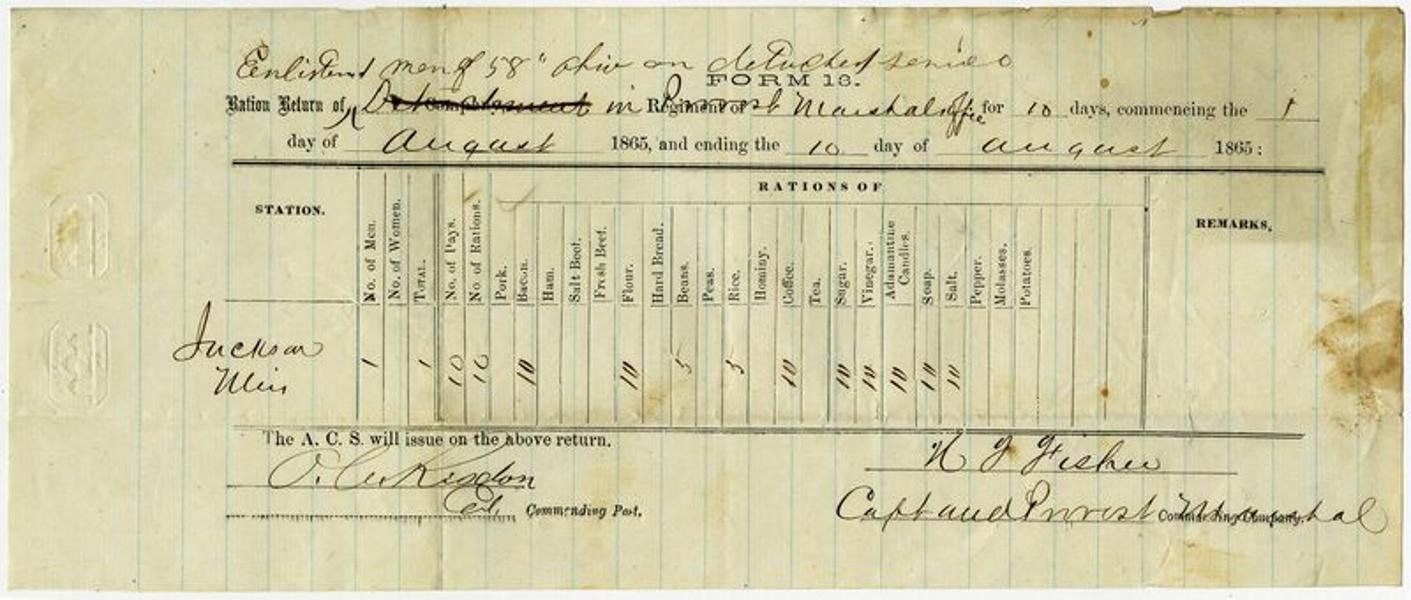 Enlistend men of 58" Ohio on detached service
FORM 13.
Ration Return of Detachment in Regiment of Provost Marshals office for 10 days, commencing the 1
day of August 1865, and ending the 10 day of August 1865:
RATIONS OF
STATION. No. of Men. No. of Women. TOTAL. No. of Days. No. of Rations. Pork. Bacon. Ham. Salt Beef. Fresh Beef. Flour. Hard Bread. Beans. Peas. Rice. Hominy. Coffee. Tea. Sugar. Vinegar. Adamantine Candles. Soap. Salt. Pepper. Molasses. Potatoes. REMARKS.
Jackson
Miss 1 1 10 10 10 10 5 5 10 10 10 10 10 10
The A. C. S. will issue on the above return.
N J Fisher
O. C. Risdon
Capt and Provost Marshal Commanding Company.
Col, Commending Post.